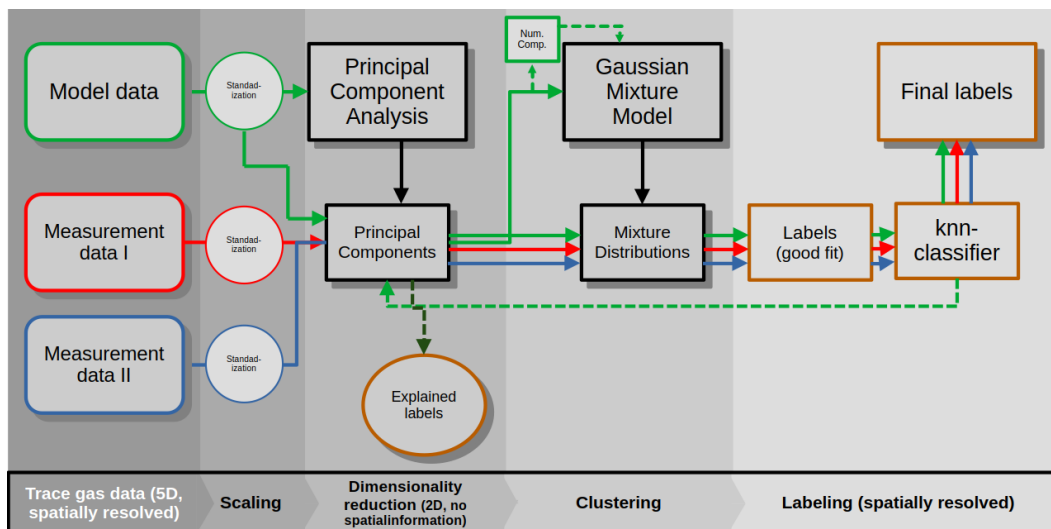 Model data
Standad-
ization
Principal
Component
Analysis
Num.
Comp.
Gaussian
Mixture
Model
Final labels
Measurement
data I
Standad-
ization
Principal
Components
Mixture
Distributions
Labels
(good fit)
knn-
classifier
Measurement
data II
Standad-
ization
Explained
labels
Trace gas data (5D,
spatially resolved)
Scaling
Dimensionality
reduction (2D, no
spatialinformation)
Clustering
Labeling (spatially resolved)